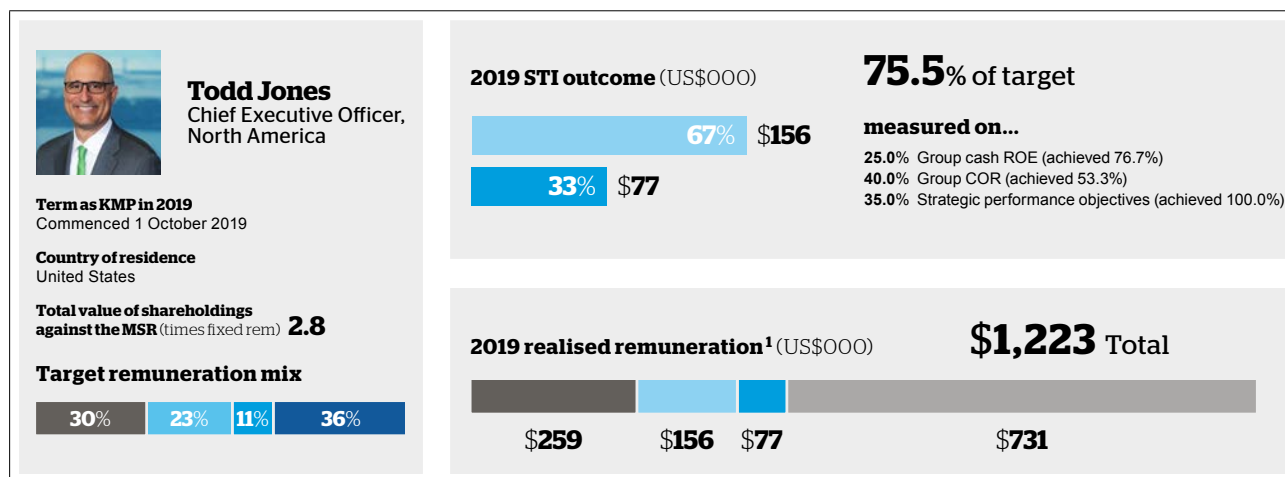 Todd Jones
Chief Executive Officer,
North America
Term as KMP in 2019
Commenced 1 October 2019
Country of residence
United States
Total value of shareholdings
against the MSR (times fixed rem) 2.8
Target remuneration mix
30% 23% 11% 36%
2019 STI outcome (US$000)
67% $156
33% $77
75.5% of target
measured on...
25.0% Group cash ROE (achieved 76.7%)
40.0% Group COR (achieved 53.3%)
35.0% Strategic performance objectives (achieved 100.0%)
2019 realised remuneration¹ (US$000)
$1,223 Total
$259 $156 $77 $731